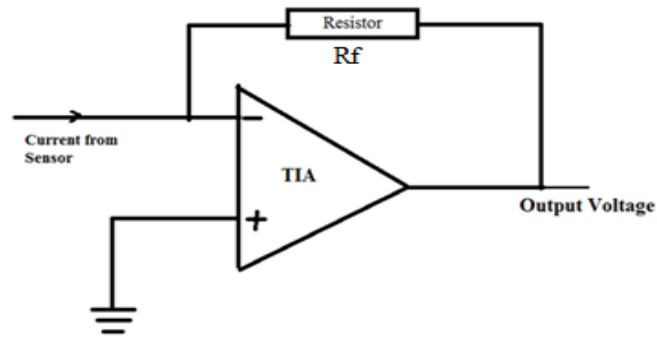 Resistor
Rf
Current from
Sensor
−
TIA
+
Output Voltage